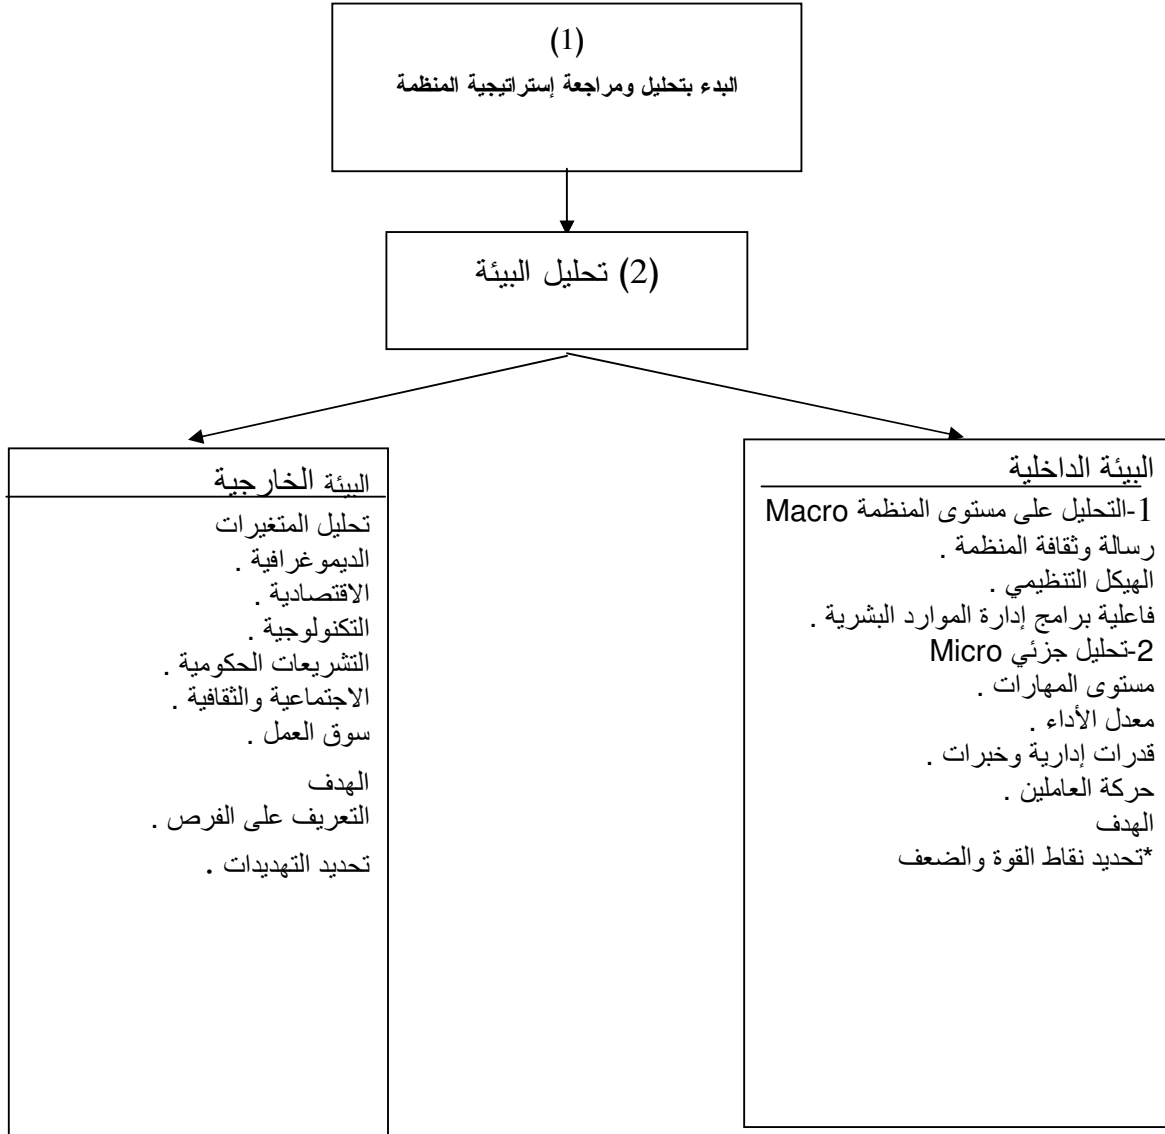 (1)
البدء بتحليل ومراجعة إستراتيجية المنظمة
(2) تحليل البيئة
البيئة الداخلية
1-التحليل على مستوى المنظمة Macro
رسالة وثقافة المنظمة .
الهيكل التنظيمي .
فاعلية برامج إدارة الموارد البشرية .
2-تحليل جزئي Micro
مستوى المهارات .
معدل الأداء .
قدرات إدارية وخبرات .
حركة العاملين .
الهدف
*تحديد نقاط القوة والضعف
البيئة الخارجية
تحليل المتغيرات
الديموغرافية .
الاقتصادية .
التكنولوجية .
التشريعات الحكومية .
الاجتماعية والثقافية .
سوق العمل .
الهدف
التعريف على الفرص .
تحديد التهديدات .